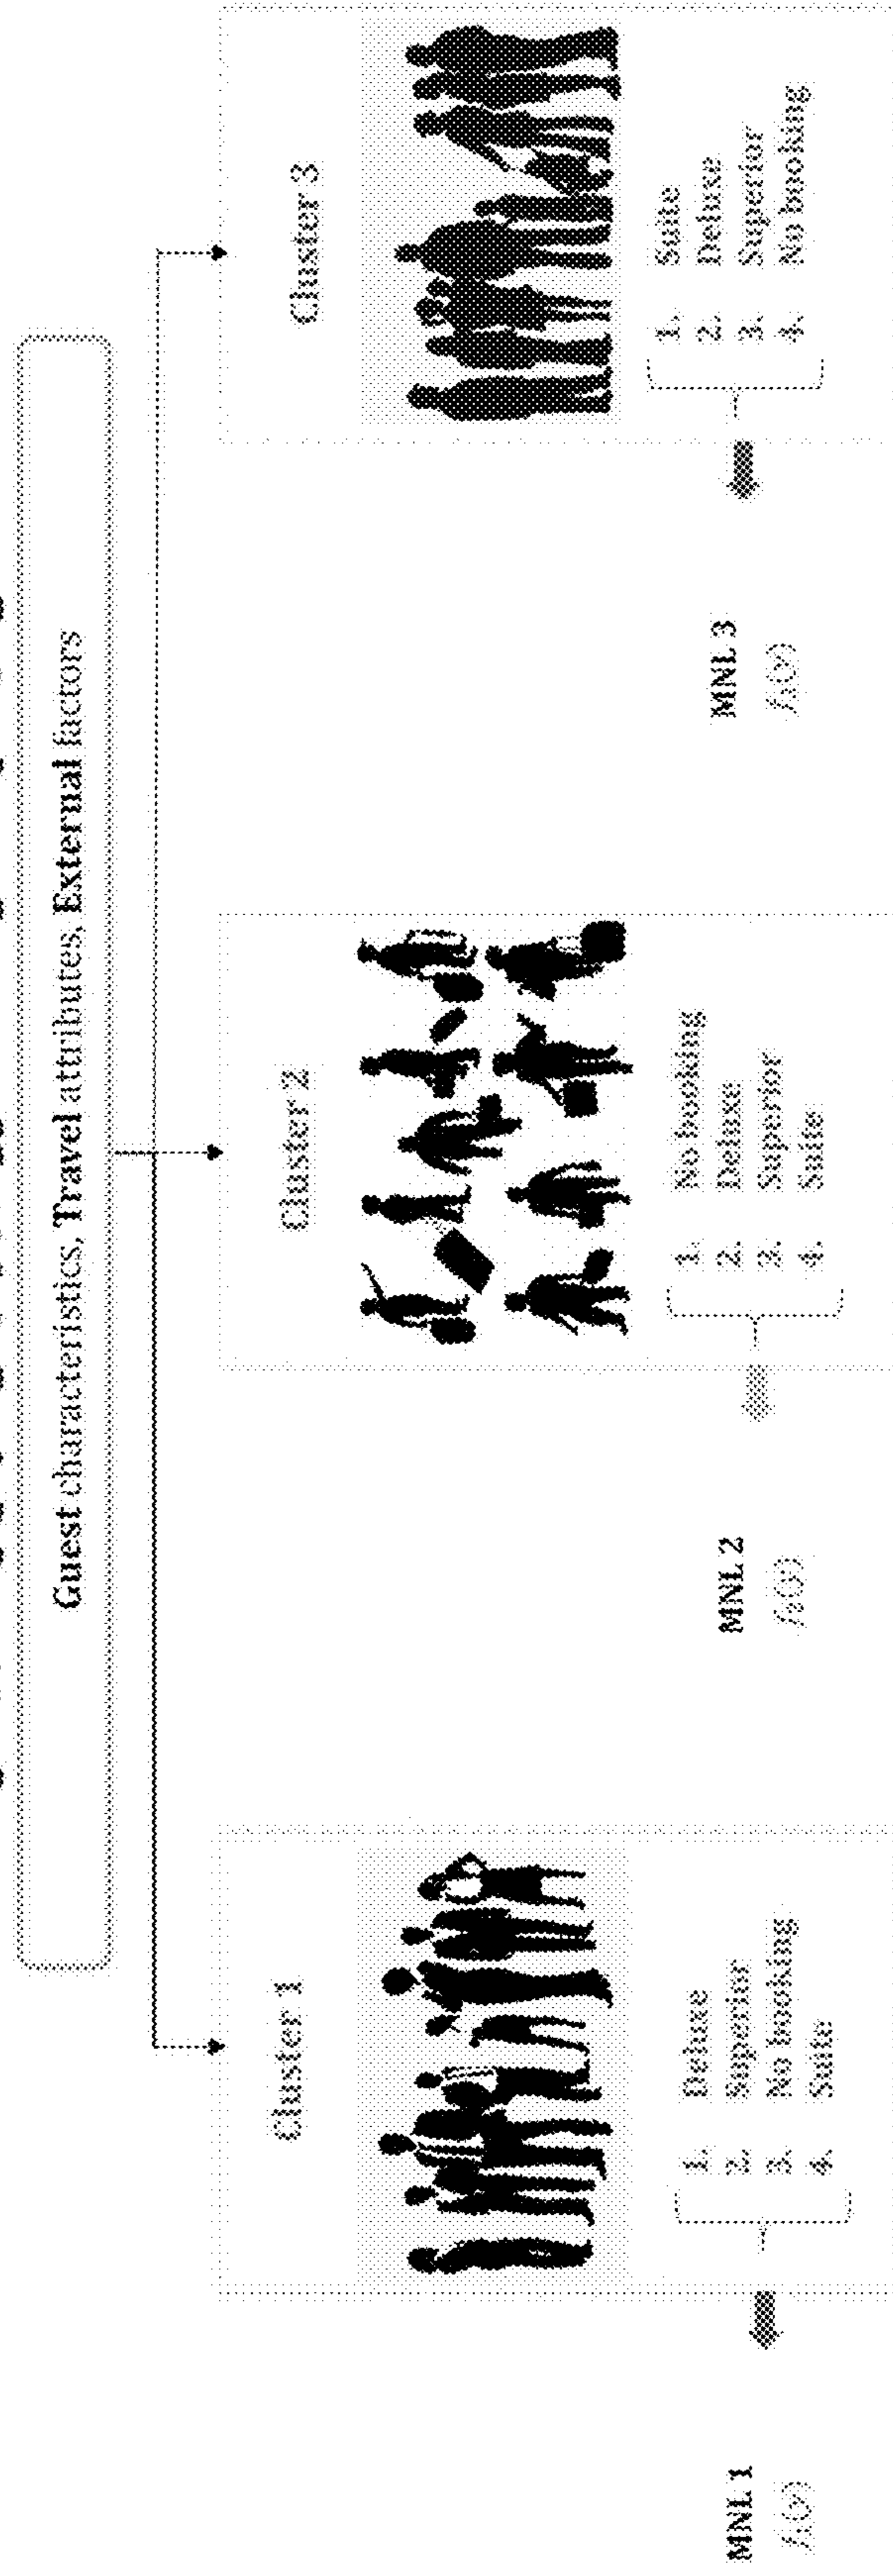 Guest characteristics, Travel attributes, External factors
Cluster 1
1. Deluxe
2. Superior
3. No booking
4. Suite
MNL 1
Cluster 2
1. No booking
2. Deluxe
3. Superior
4. Suite
MNL 2
Cluster 3
1. Suite
2. Deluxe
3. Superior
4. No booking
MNL 3